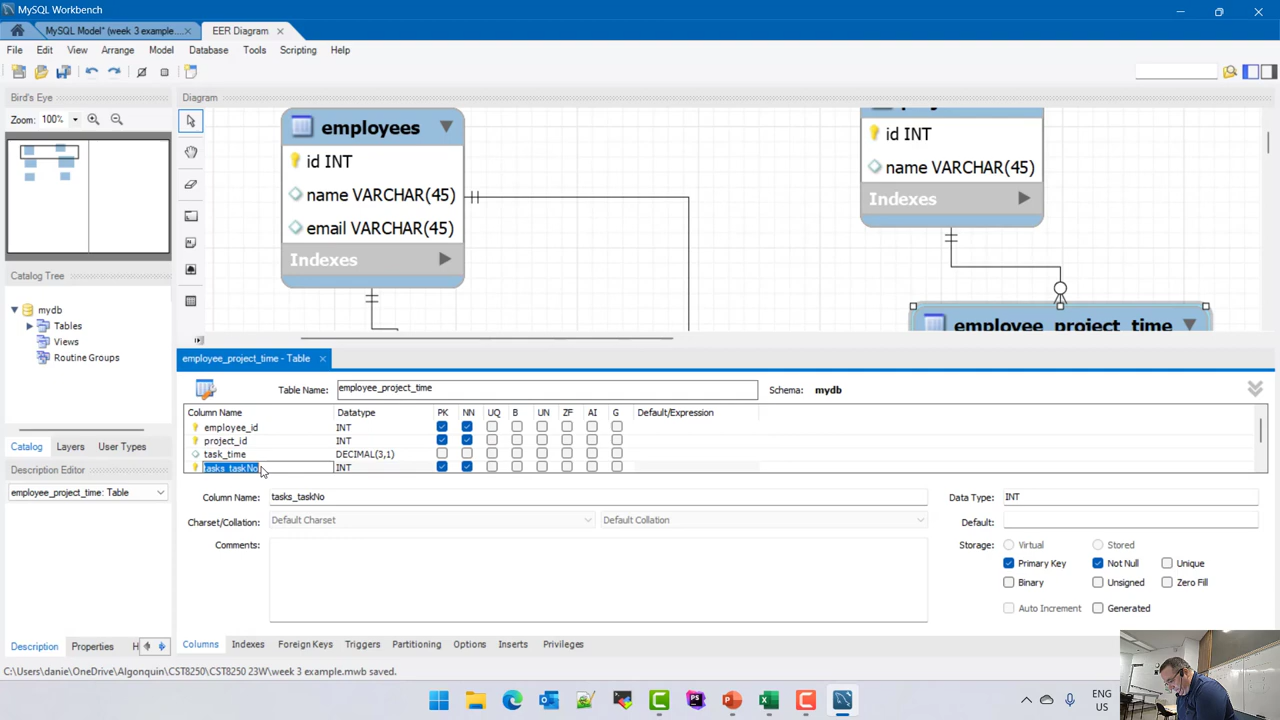 MySQL Workbench
MySQL Model* (week 3 example.... ×
EER Diagram ×
File Edit View Arrange Model Database Tools Scripting Help
Bird's Eye
Diagram
Zoom: 100%
employees
id INT
name VARCHAR(45)
email VARCHAR(45)
Indexes
id INT
name VARCHAR(45)
Indexes
employee_project_time
Catalog Tree
mydb
Tables
Views
Routine Groups
employee_project_time - Table ×
Table Name: employee_project_time Schema: mydb
Column Name Datatype PK NN UQ B UN ZF AI G Default/Expression
employee_id INT
project_id INT
task_time DECIMAL(3,1)
tasks_taskNo INT
Catalog Layers User Types
Description Editor
employee_project_time: Table
Column Name: tasks_taskNo Data Type: INT
Charset/Collation: Default Charset Default Collation Default:
Comments: Storage: Virtual Stored
Primary Key Not Null Unique
Binary Unsigned Zero Fill
Auto Increment Generated
Description Properties H
Columns Indexes Foreign Keys Triggers Partitioning Options Inserts Privileges
C:\Users\danie\OneDrive\Algonquin\CST8250\CST8250 23W\week 3 example.mwb saved.
ENG
US